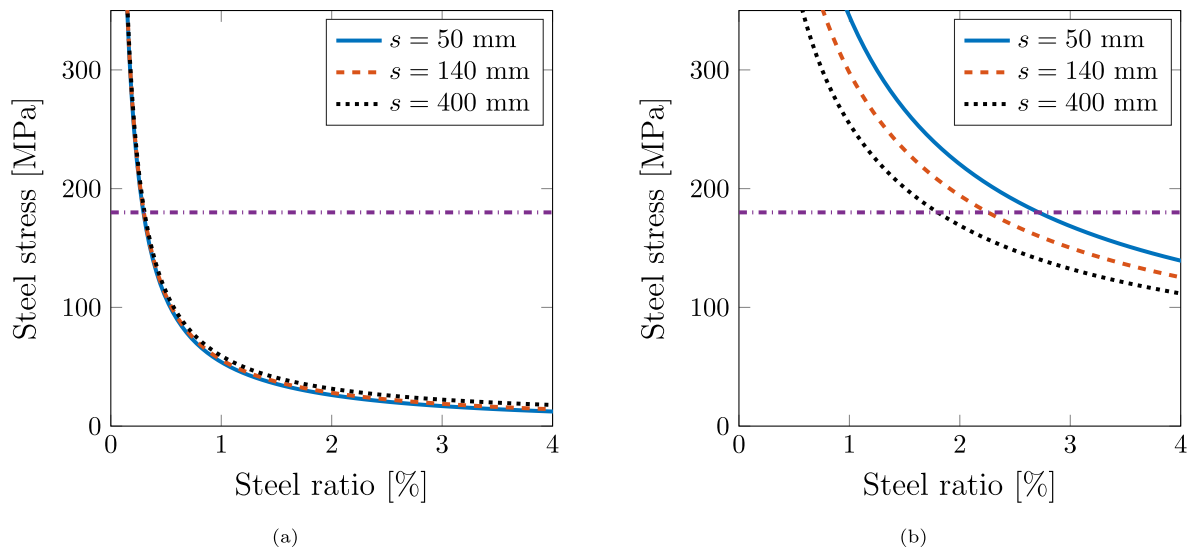 s = 50 mm
s = 140 mm
s = 400 mm
300
200
100
0
0 1 2 3 4
Steel stress [MPa]
Steel ratio [%]
(a)
s = 50 mm
s = 140 mm
s = 400 mm
300
200
100
0
0 1 2 3 4
Steel stress [MPa]
Steel ratio [%]
(b)